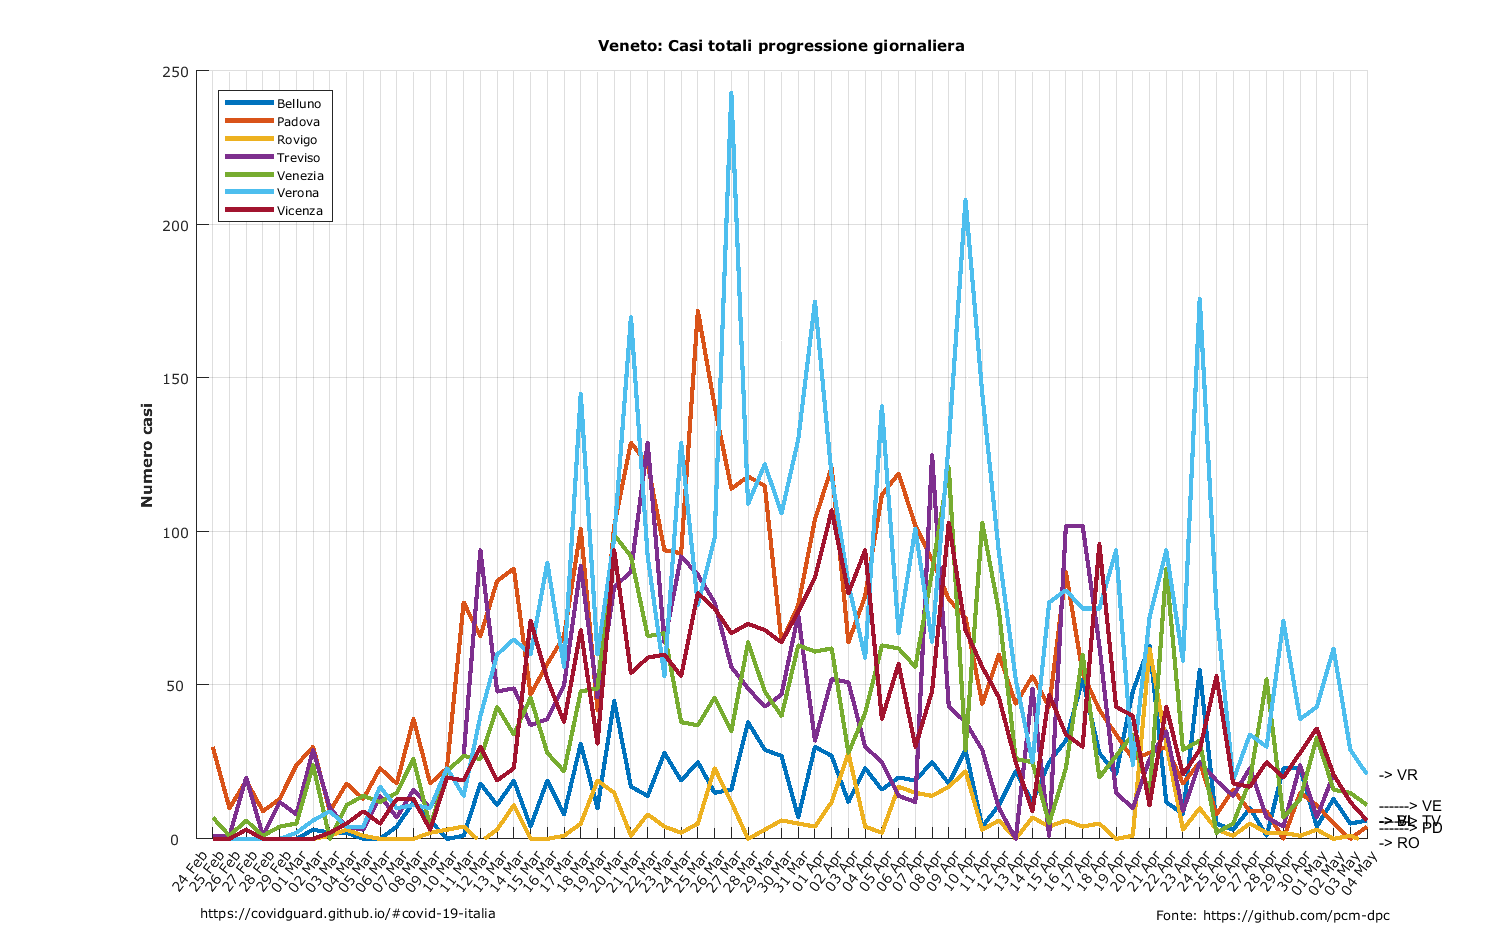 Veneto: Casi totali progressione giornaliera
250
200
150
100
50
0
Numero casi
Belluno
Padova
Rovigo
Treviso
Venezia
Verona
Vicenza
-> VR
------> VE
-> BL
TV
------> PD
-> RO
24 Feb
25 Feb
26 Feb
27 Feb
28 Feb
29 Feb
01 Mar
02 Mar
03 Mar
04 Mar
05 Mar
06 Mar
07 Mar
08 Mar
09 Mar
10 Mar
11 Mar
12 Mar
13 Mar
14 Mar
15 Mar
16 Mar
17 Mar
18 Mar
19 Mar
20 Mar
21 Mar
22 Mar
23 Mar
24 Mar
25 Mar
26 Mar
27 Mar
28 Mar
29 Mar
30 Mar
31 Mar
01 Apr
02 Apr
03 Apr
04 Apr
05 Apr
06 Apr
07 Apr
08 Apr
09 Apr
10 Apr
11 Apr
12 Apr
13 Apr
14 Apr
15 Apr
16 Apr
17 Apr
18 Apr
19 Apr
20 Apr
21 Apr
22 Apr
23 Apr
24 Apr
25 Apr
26 Apr
27 Apr
28 Apr
29 Apr
30 Apr
01 May
02 May
03 May
04 May
https://covidguard.github.io/#covid-19-italia
Fonte: https://github.com/pcm-dpc